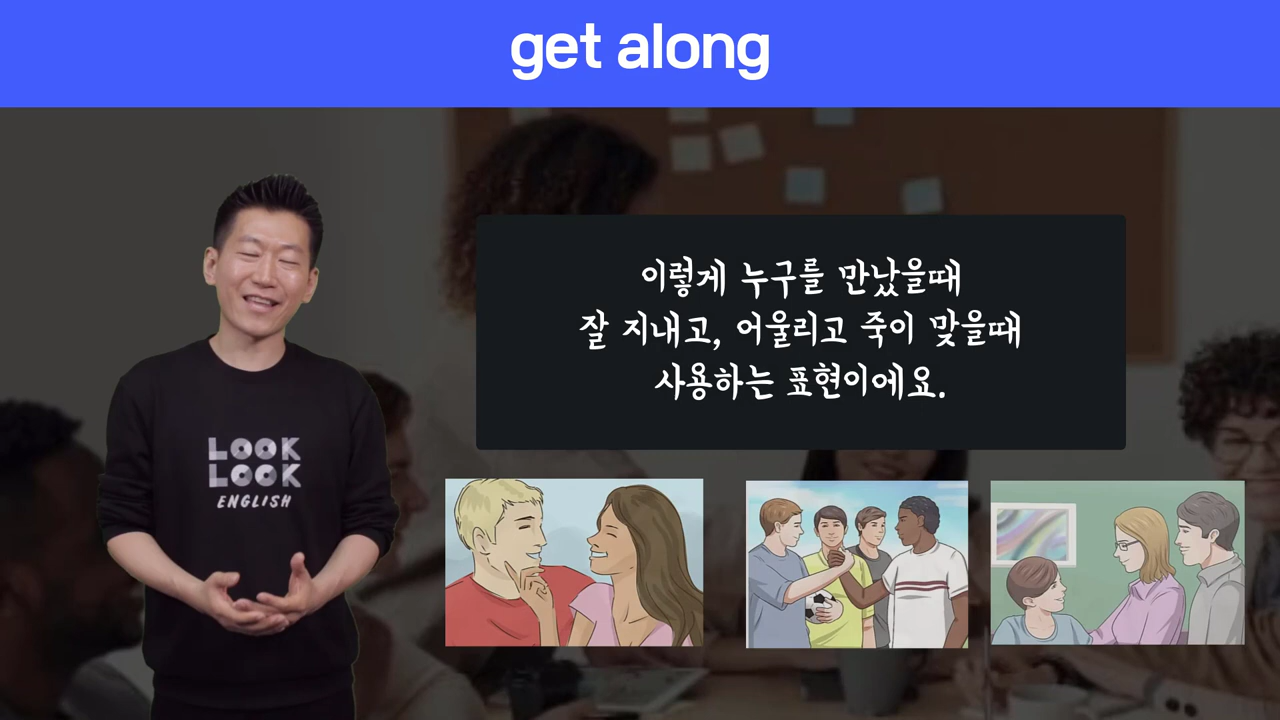 get along
이렇게 누구를 만났을때
잘 지내고, 어울리고 죽이 맞을때
사용하는 표현이에요.
LOOK
LOOK
ENGLISH